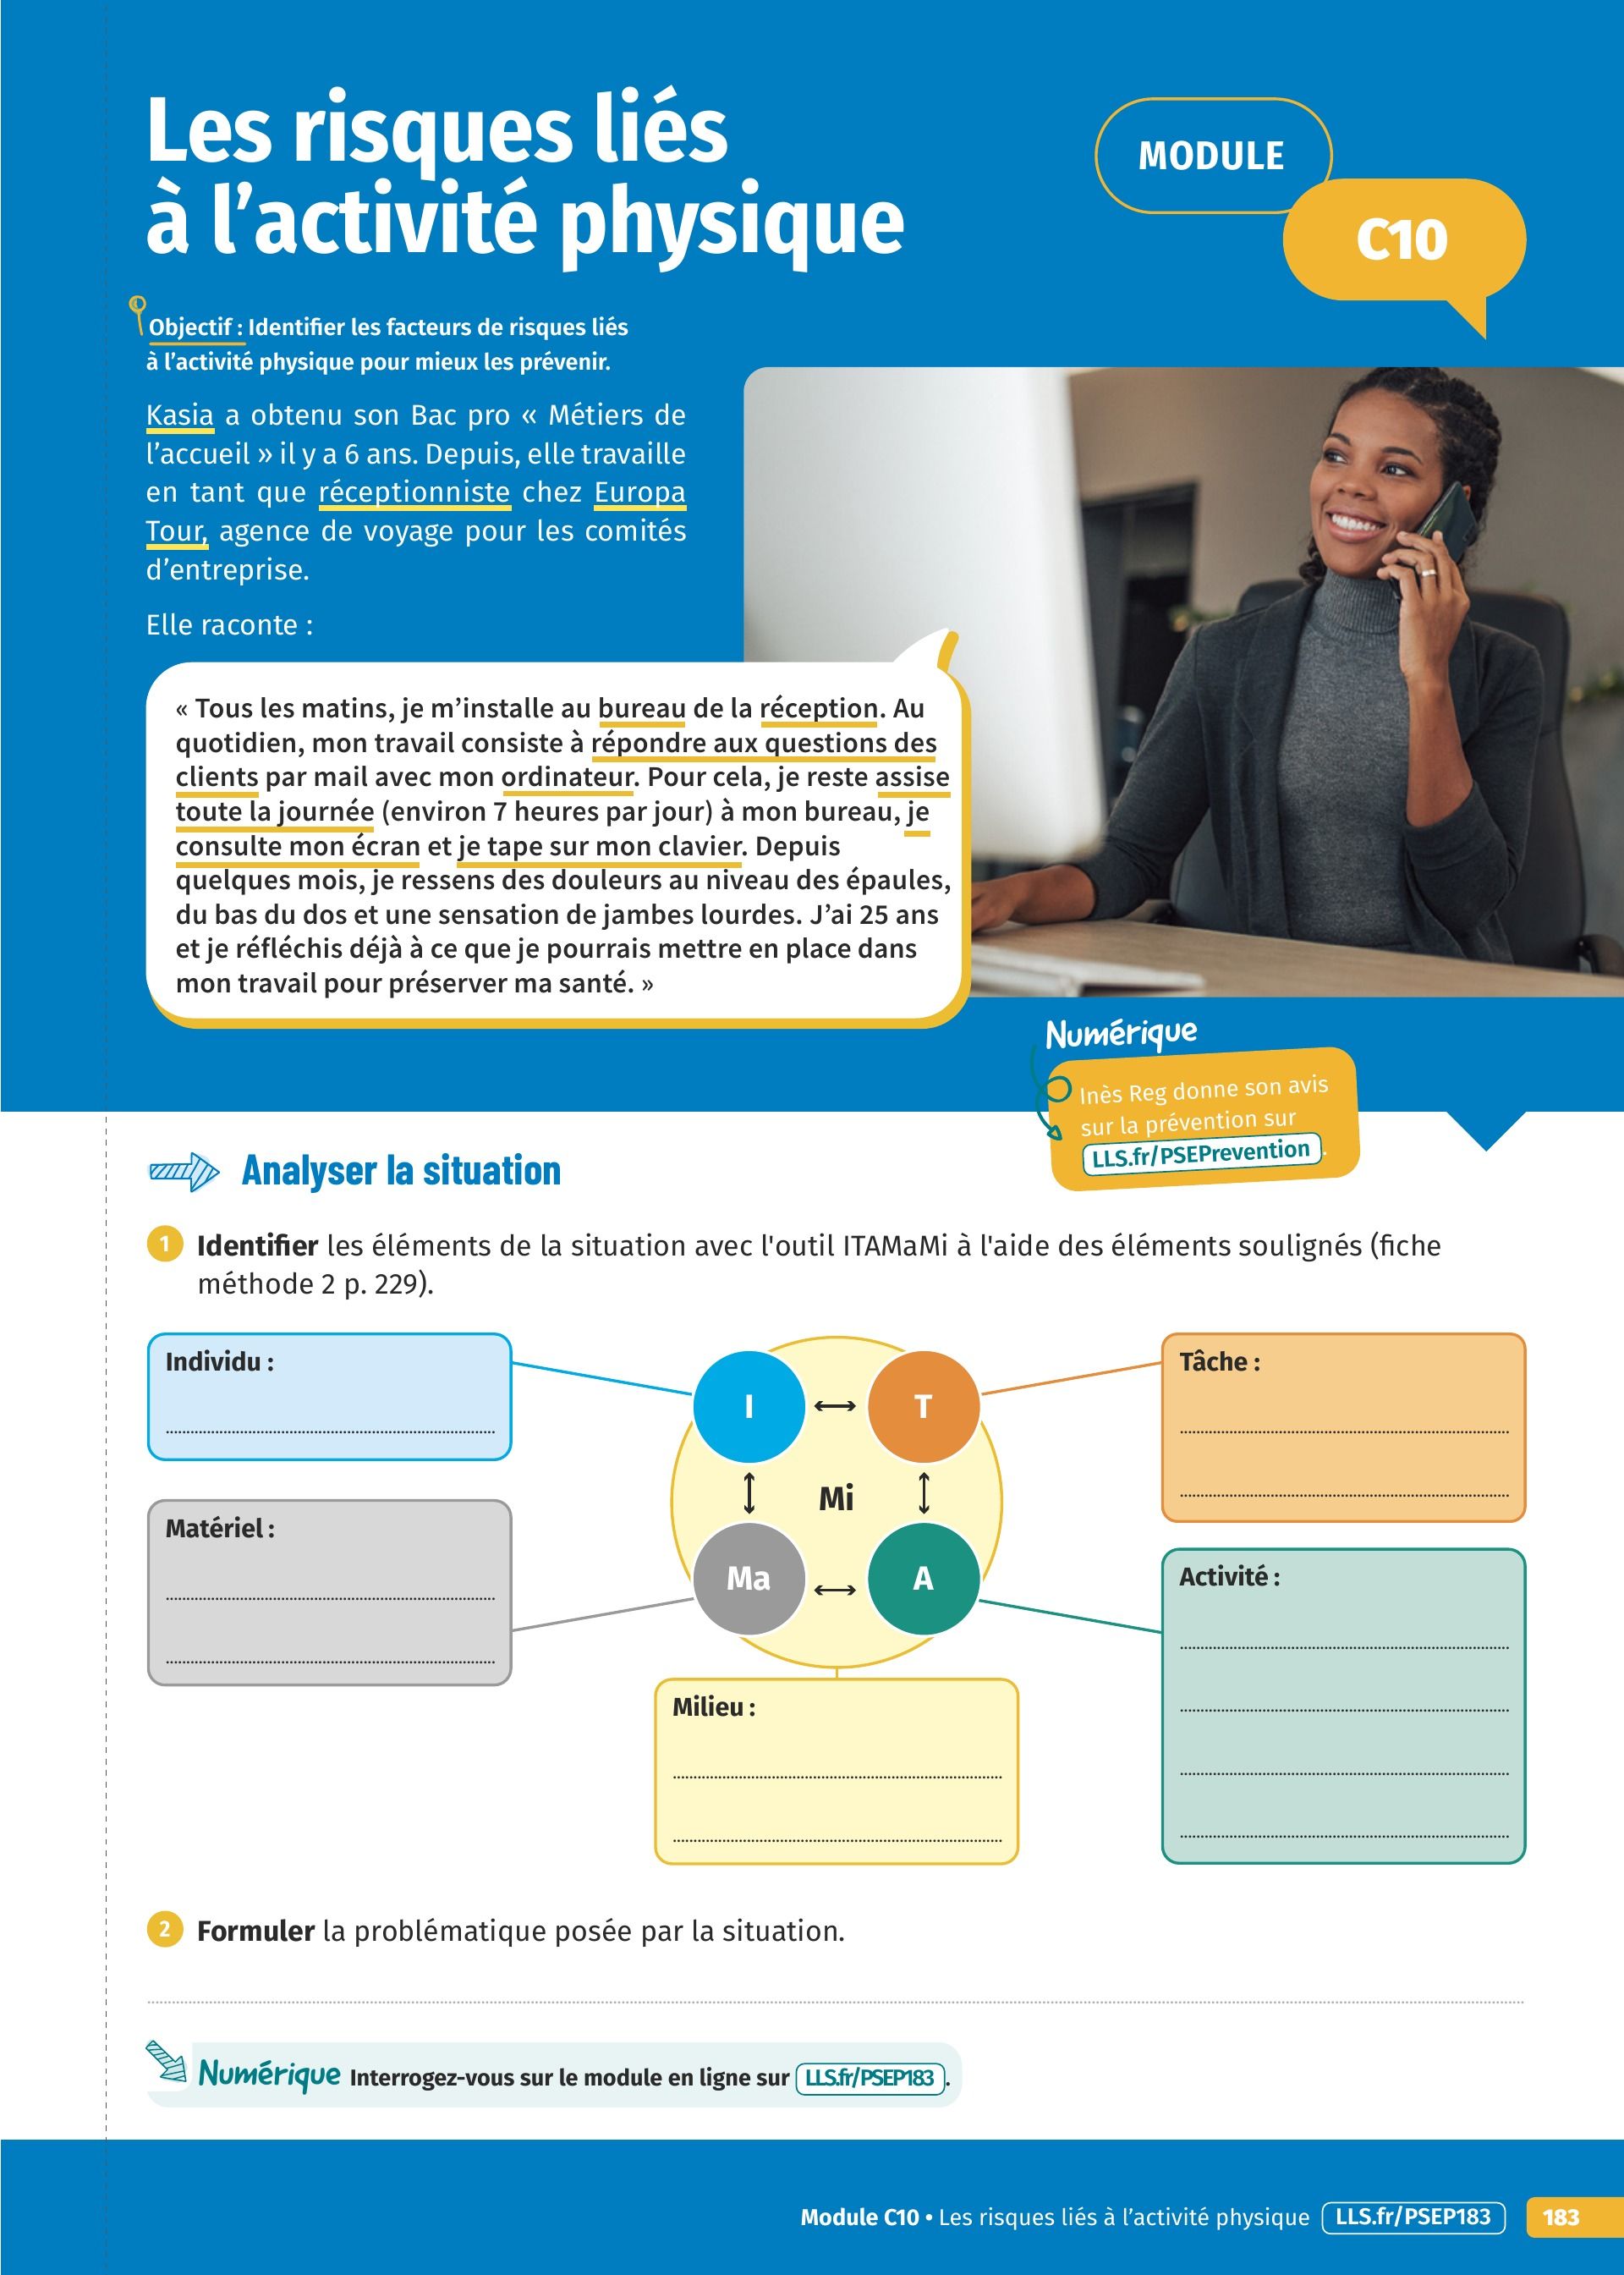 Les risques liés
à l’activité physique
MODULE
C10
Objectif : Identifier les facteurs de risques liés
à l’activité physique pour mieux les prévenir.
Kasia a obtenu son Bac pro « Métiers de
l’accueil » il y a 6 ans. Depuis, elle travaille
en tant que réceptionniste chez Europa
Tour, agence de voyage pour les comités
d’entreprise.
Elle raconte :
« Tous les matins, je m’installe au bureau de la réception. Au
quotidien, mon travail consiste à répondre aux questions des
clients par mail avec mon ordinateur. Pour cela, je reste assise
toute la journée (environ 7 heures par jour) à mon bureau, je
consulte mon écran et je tape sur mon clavier. Depuis
quelques mois, je ressens des douleurs au niveau des épaules,
du bas du dos et une sensation de jambes lourdes. J’ai 25 ans
et je réfléchis déjà à ce que je pourrais mettre en place dans
mon travail pour préserver ma santé. »
Numérique
Inès Reg donne son avis
sur la prévention sur
LLS.fr/PSEPrevention.
Analyser la situation
1 Identifier les éléments de la situation avec l'outil ITAMaMi à l'aide des éléments soulignés (fiche
méthode 2 p. 229).
Individu :
I
T
Tâche :
Mi
Matériel :
Ma
A
Activité :
Milieu :
2 Formuler la problématique posée par la situation.
Numérique Interrogez-vous sur le module en ligne sur LLS.fr/PSEP183.
Module C10 • Les risques liés à l’activité physique LLS.fr/PSEP183 183